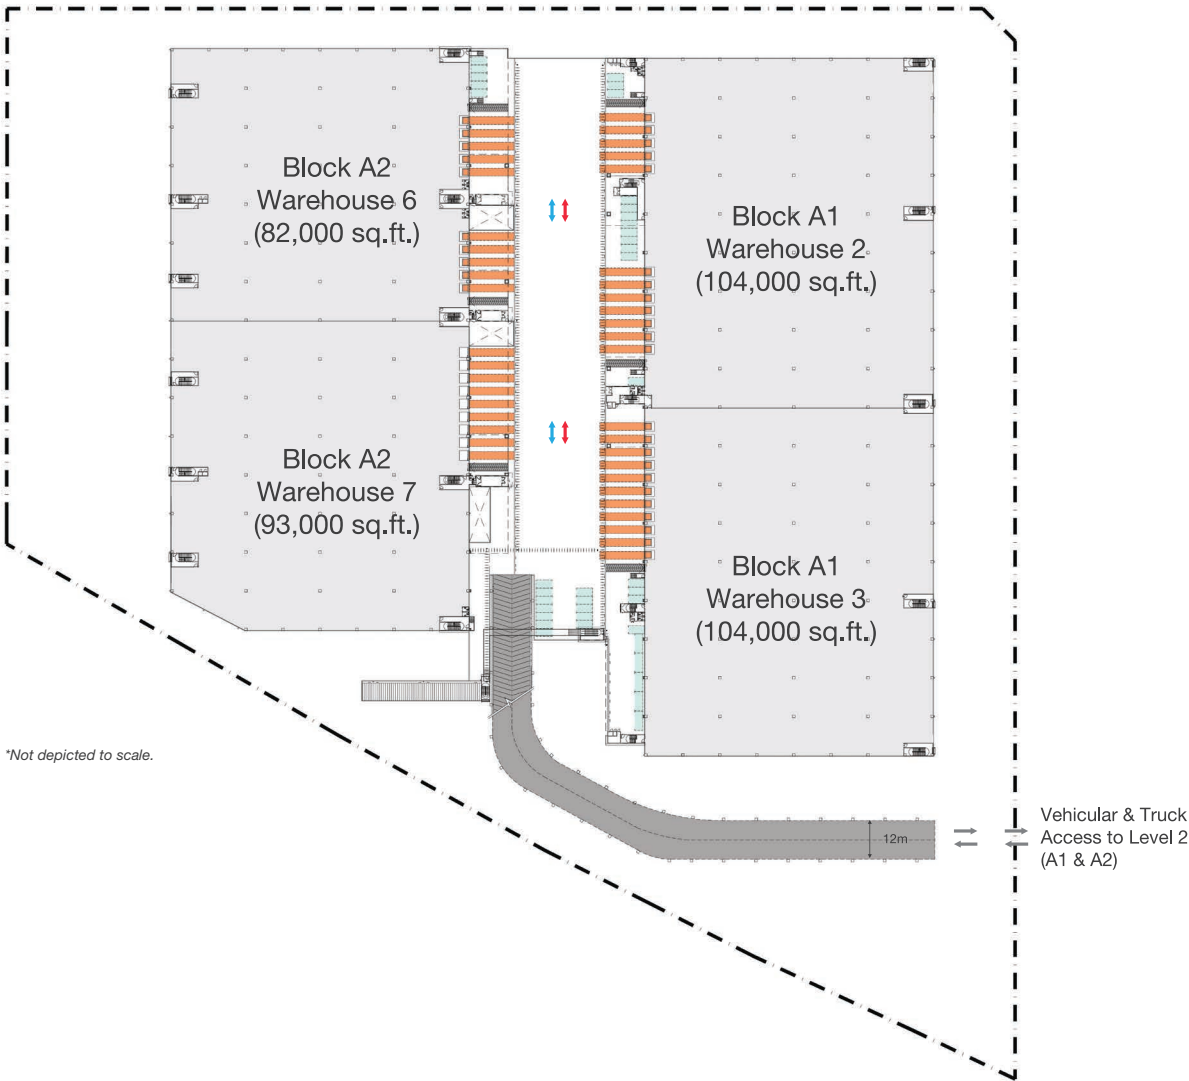 Block A2
Warehouse 6
(82,000 sq.ft.)
Block A1
Warehouse 2
(104,000 sq.ft.)
Block A2
Warehouse 7
(93,000 sq.ft.)
Block A1
Warehouse 3
(104,000 sq.ft.)
*Not depicted to scale.
12m
Vehicular & Truck
Access to Level 2
(A1 & A2)